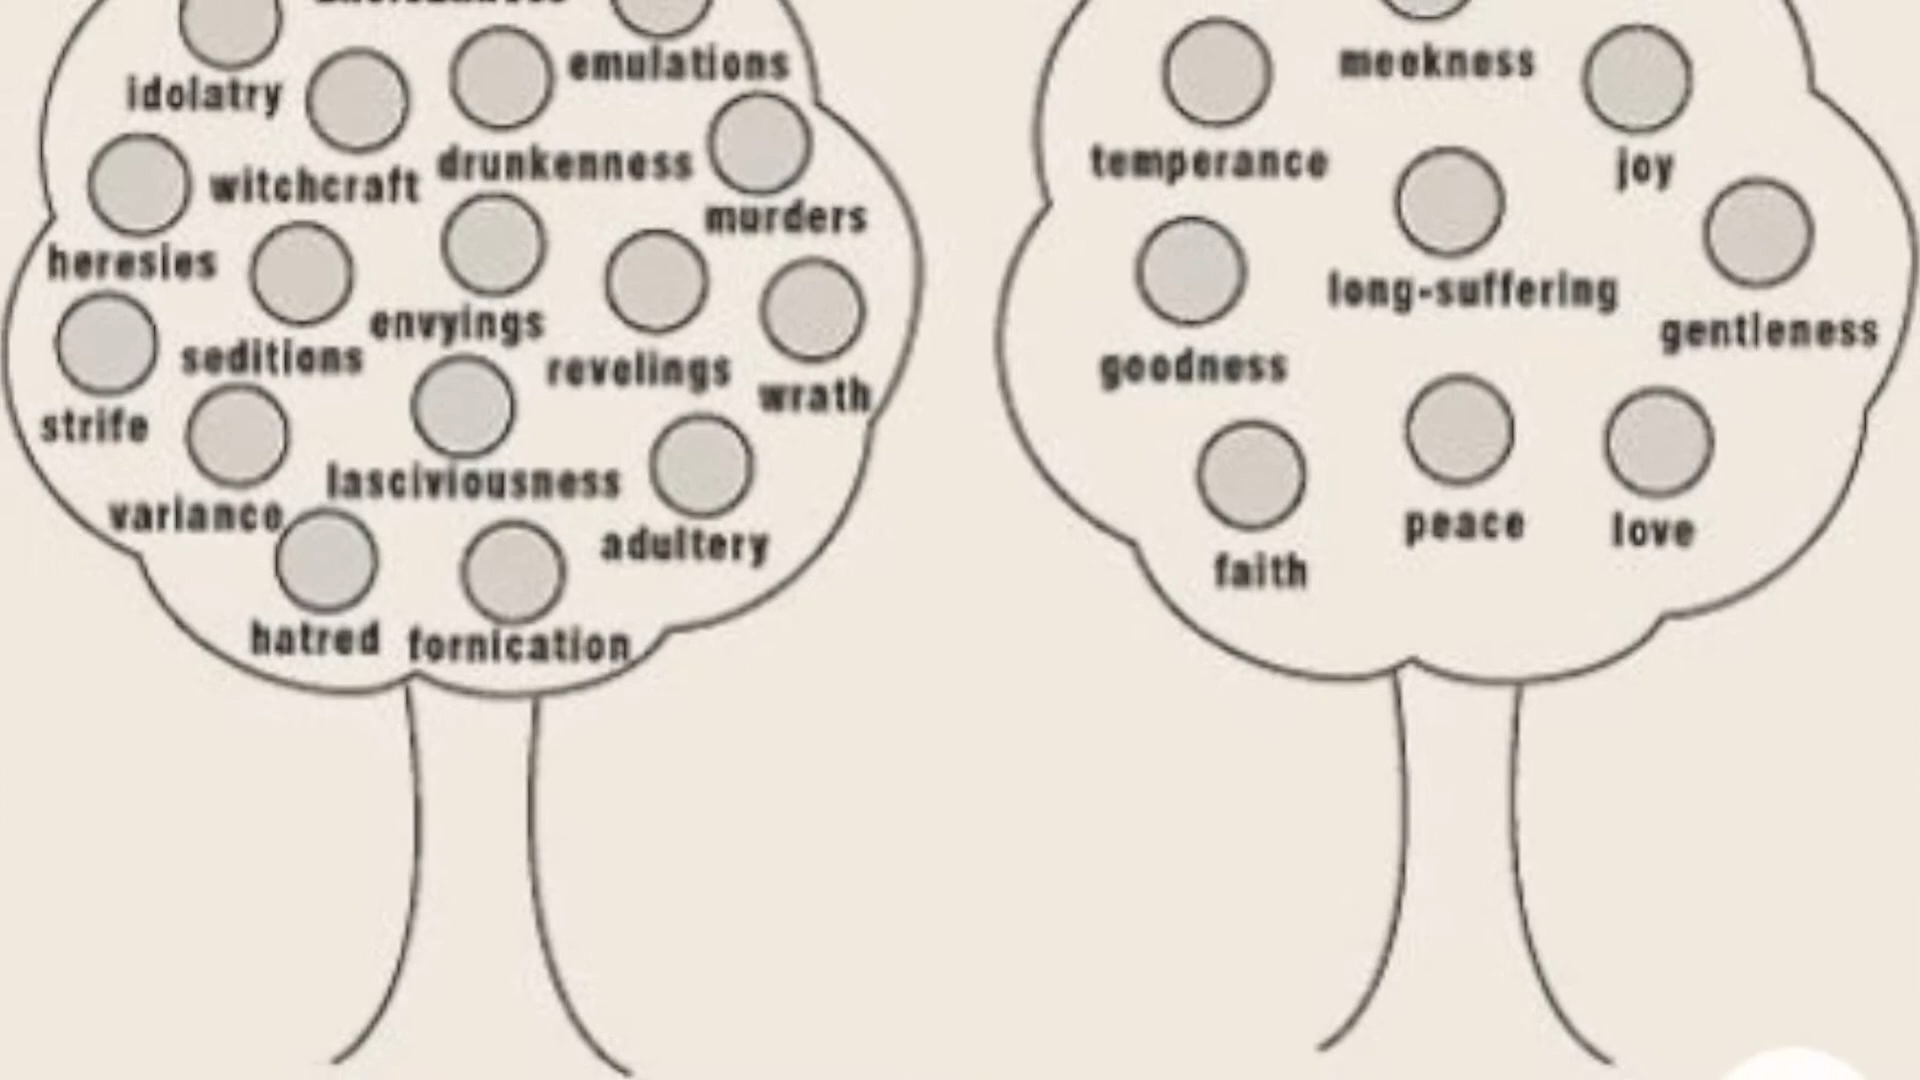 emulations
idolatry
witchcraft
drunkenness
murders
heresies
seditions
envyings
revelings
wrath
strife
variance
lasciviousness
adultery
hatred
fornication
meekness
temperance
joy
long-suffering
gentleness
goodness
faith
peace
love